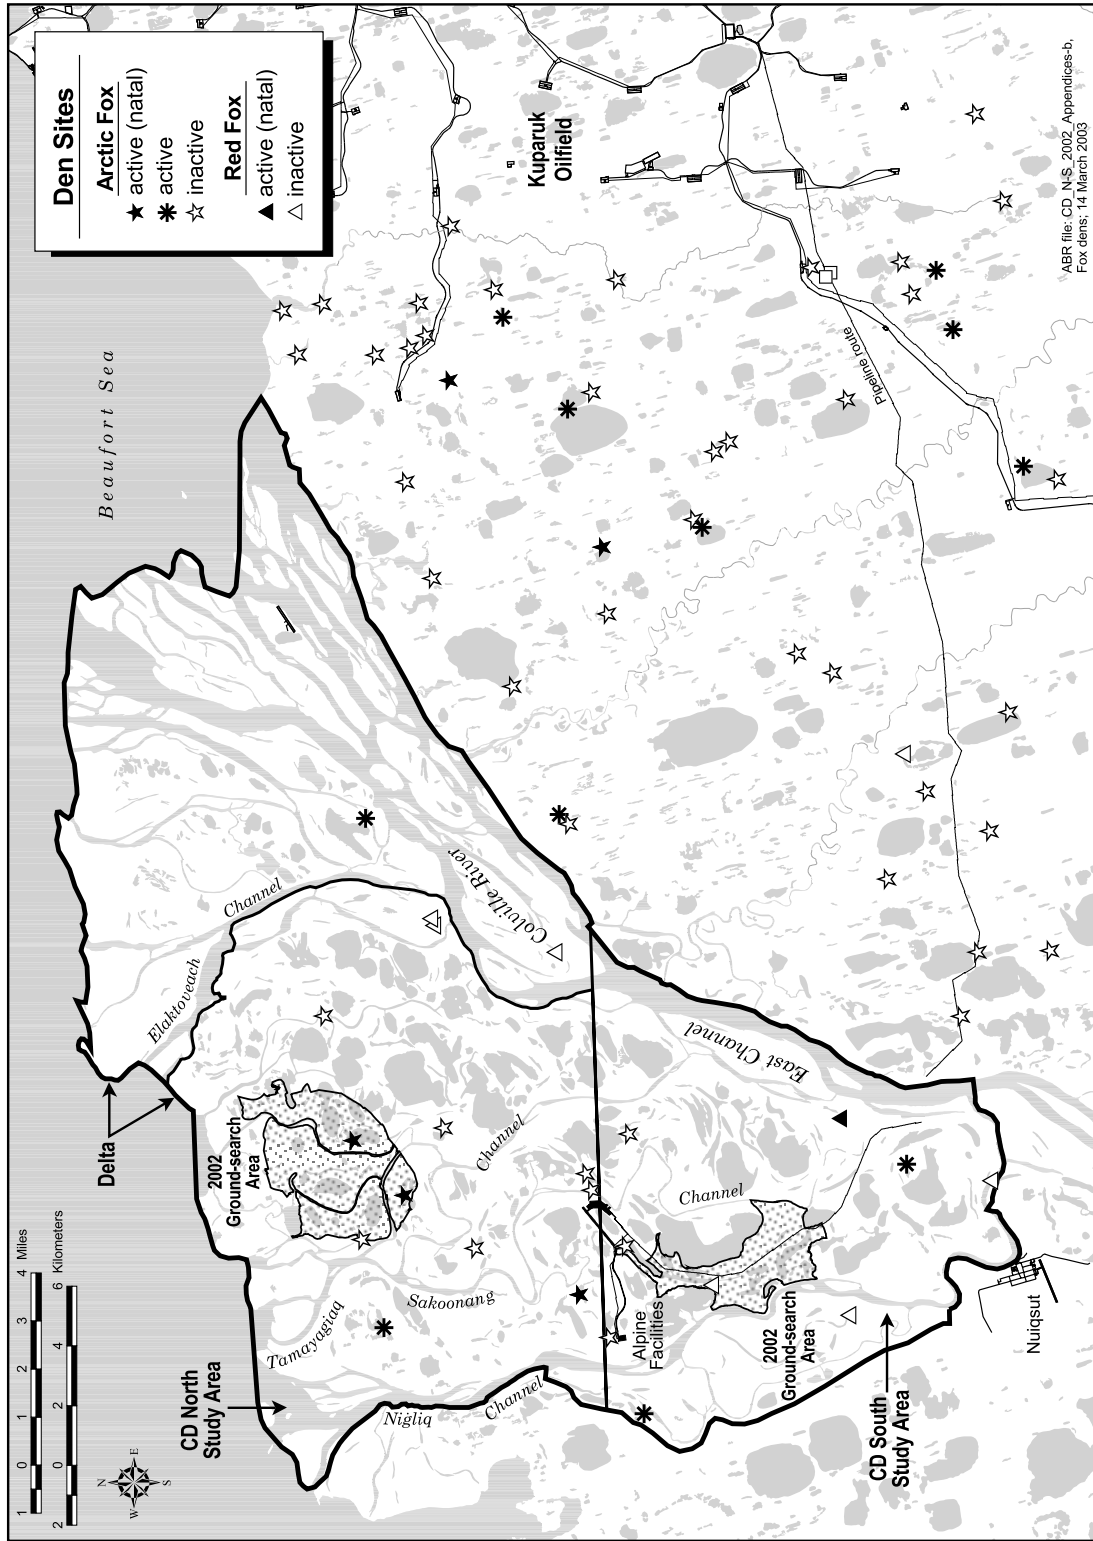 Den Sites
Arctic Fox
active (natal)
active
inactive
Red Fox
active (natal)
inactive
Beaufort Sea
Kuparuk
Oilfield
Pipeline route
Delta
Elaktoveach
Channel
Colville River
East Channel
2002
Ground-search
Area
Channel
Sakoonang
Tamayagiaq
CD North
Study Area
Niġliq
Channel
Channel
Alpine
Facilities
2002
Ground-search
Area
CD South
Study Area
Nuiqsut
1 0 1 2 3 4 Miles
2 0 2 4 6 Kilometers
N
W E
S
ABR file: CD_N-S_2002_Appendices-b,
Fox dens; 14 March 2003